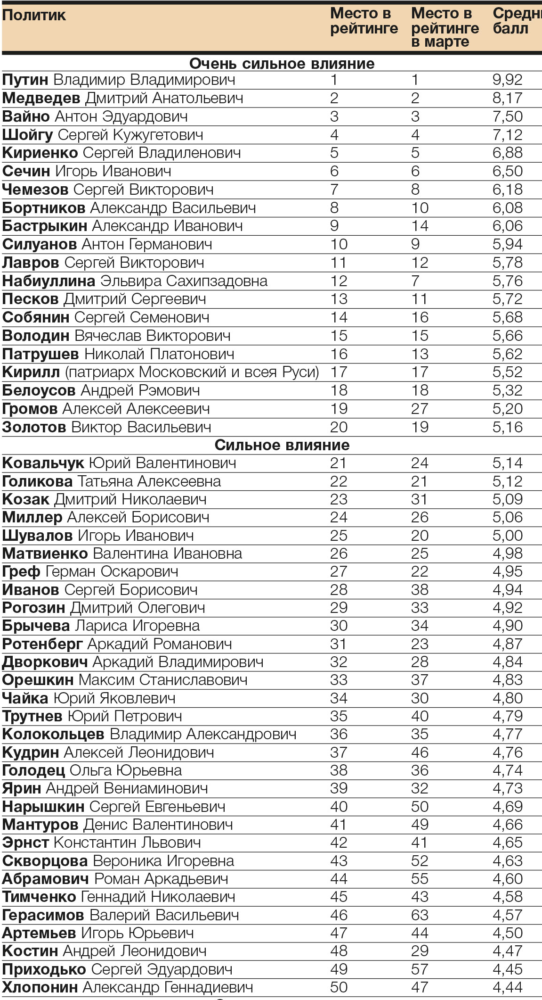 Политик Место в рейтинге Место в рейтинге в марте балл
Очень сильное влияние
Путин Владимир Владимирович 1 1 9,92
Медведев Дмитрий Анатольевич 2 2 8,17
Вайно Антон Эдуардович 3 3 7,50
Шойгу Сергей Кужугетович 4 4 7,12
Кириенко Сергей Владиленович 5 5 6,88
Сечин Игорь Иванович 6 6 6,50
Чемезов Сергей Викторович 7 8 6,18
Бортников Александр Васильевич 8 10 6,08
Бастрыкин Александр Иванович 9 14 6,06
Силуанов Антон Германович 10 9 5,94
Лавров Сергей Викторович 11 12 5,78
Набиуллина Эльвира Сахипзадовна 12 7 5,76
Песков Дмитрий Сергеевич 13 11 5,72
Собянин Сергей Семенович 14 16 5,68
Володин Вячеслав Викторович 15 15 5,66
Патрушев Николай Платонович 16 13 5,62
Кирилл (патриарх Московский и всея Руси) 17 17 5,52
Белоусов Андрей Рэмович 18 18 5,32
Громов Алексей Алексеевич 19 27 5,20
Золотов Виктор Васильевич 20 19 5,16
Сильное влияние
Ковальчук Юрий Валентинович 21 24 5,14
Голикова Татьяна Алексеевна 22 21 5,12
Козак Дмитрий Николаевич 23 31 5,09
Миллер Алексей Борисович 24 26 5,06
Шувалов Игорь Иванович 25 20 5,00
Матвиенко Валентина Ивановна 26 25 4,98
Греф Герман Оскарович 27 22 4,95
Иванов Сергей Борисович 28 38 4,94
Рогозин Дмитрий Олегович 29 33 4,92
Брычева Лариса Игоревна 30 34 4,90
Ротенберг Аркадий Романович 31 23 4,87
Дворкович Аркадий Владимирович 32 28 4,84
Орешкин Максим Станиславович 33 37 4,83
Чайка Юрий Яковлевич 34 30 4,80
Трутнев Юрий Петрович 35 40 4,79
Колокольцев Владимир Александрович 36 35 4,77
Кудрин Алексей Леонидович 37 46 4,76
Голодец Ольга Юрьевна 38 36 4,74
Ярин Андрей Вениаминович 39 32 4,73
Нарышкин Сергей Евгеньевич 40 50 4,69
Мантуров Денис Валентинович 41 49 4,66
Эрнст Константин Львович 42 41 4,65
Скворцова Вероника Игоревна 43 52 4,63
Абрамович Роман Аркадьевич 44 55 4,60
Тимченко Геннадий Николаевич 45 43 4,58
Герасимов Валерий Васильевич 46 63 4,57
Артемьев Игорь Юрьевич 47 44 4,50
Костин Андрей Леонидович 48 29 4,47
Приходько Сергей Эдуардович 49 57 4,45
Хлопонин Александр Геннадиевич 50 47 4,44